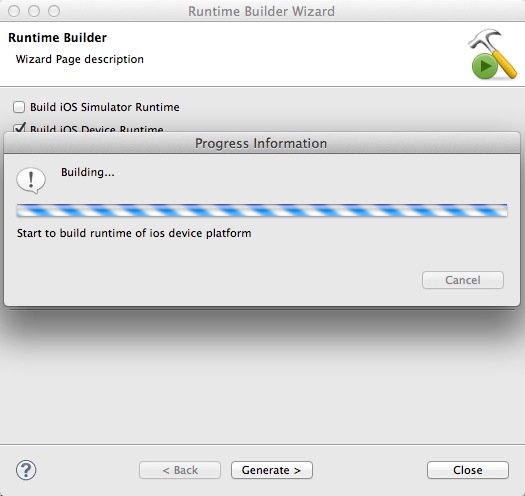 Runtime Builder Wizard
Runtime Builder
Wizard Page description
Build iOS Simulator Runtime
Build iOS Device Runtime
Progress Information
Building...
Start to build runtime of ios device platform
Cancel
?
< Back
Generate >
Close